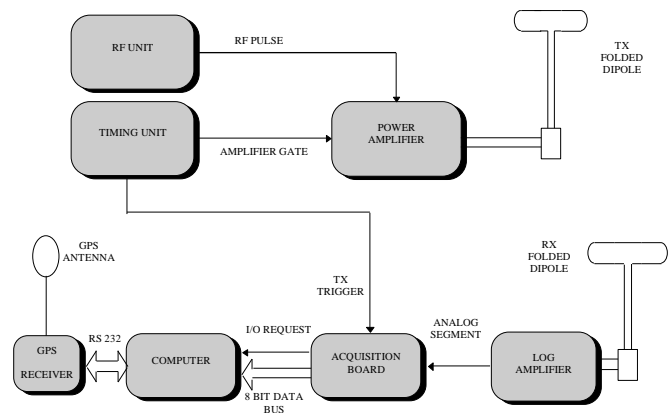 RF UNIT
RF PULSE
TX
FOLDED
DIPOLE
TIMING UNIT
POWER
AMPLIFIER
AMPLIFIER GATE
GPS
ANTENNA
RX
FOLDED
DIPOLE
TX
TRIGGER
RS 232
I/O REQUEST
ANALOG
SEGMENT
GPS
RECEIVER
COMPUTER
ACQUISITION
BOARD
LOG
AMPLIFIER
8 BIT DATA
BUS